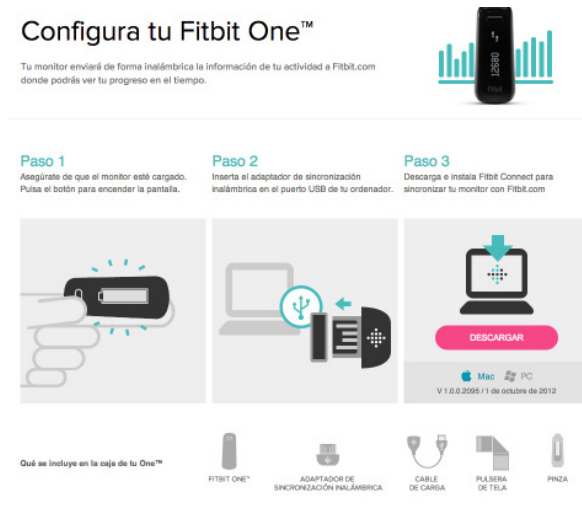 Configura tu Fitbit One™
Tu monitor enviará de forma inalámbrica la información de tu actividad a Fitbit.com
donde podrás ver tu progreso en el tiempo.
12680
fitbit
Paso 1
Asegúrate de que el monitor esté cargado.
Pulsa el botón para encender la pantalla.
Paso 2
Inserta el adaptador de sincronización
inalámbrica en el puerto USB de tu ordenador.
Paso 3
Descarga e instala Fitbit Connect para
sincronizar tu monitor con Fitbit.com
DESCARGAR
Mac PC
V 1.0.0.2095 / 1 de octubre de 2012
Qué se incluye en la caja de tu One™
FITBIT ONE™
ADAPTADOR DE
SINCRONIZACIÓN INALÁMBRICA
CABLE
DE CARGA
PULSERA
DE TELA
PINZA